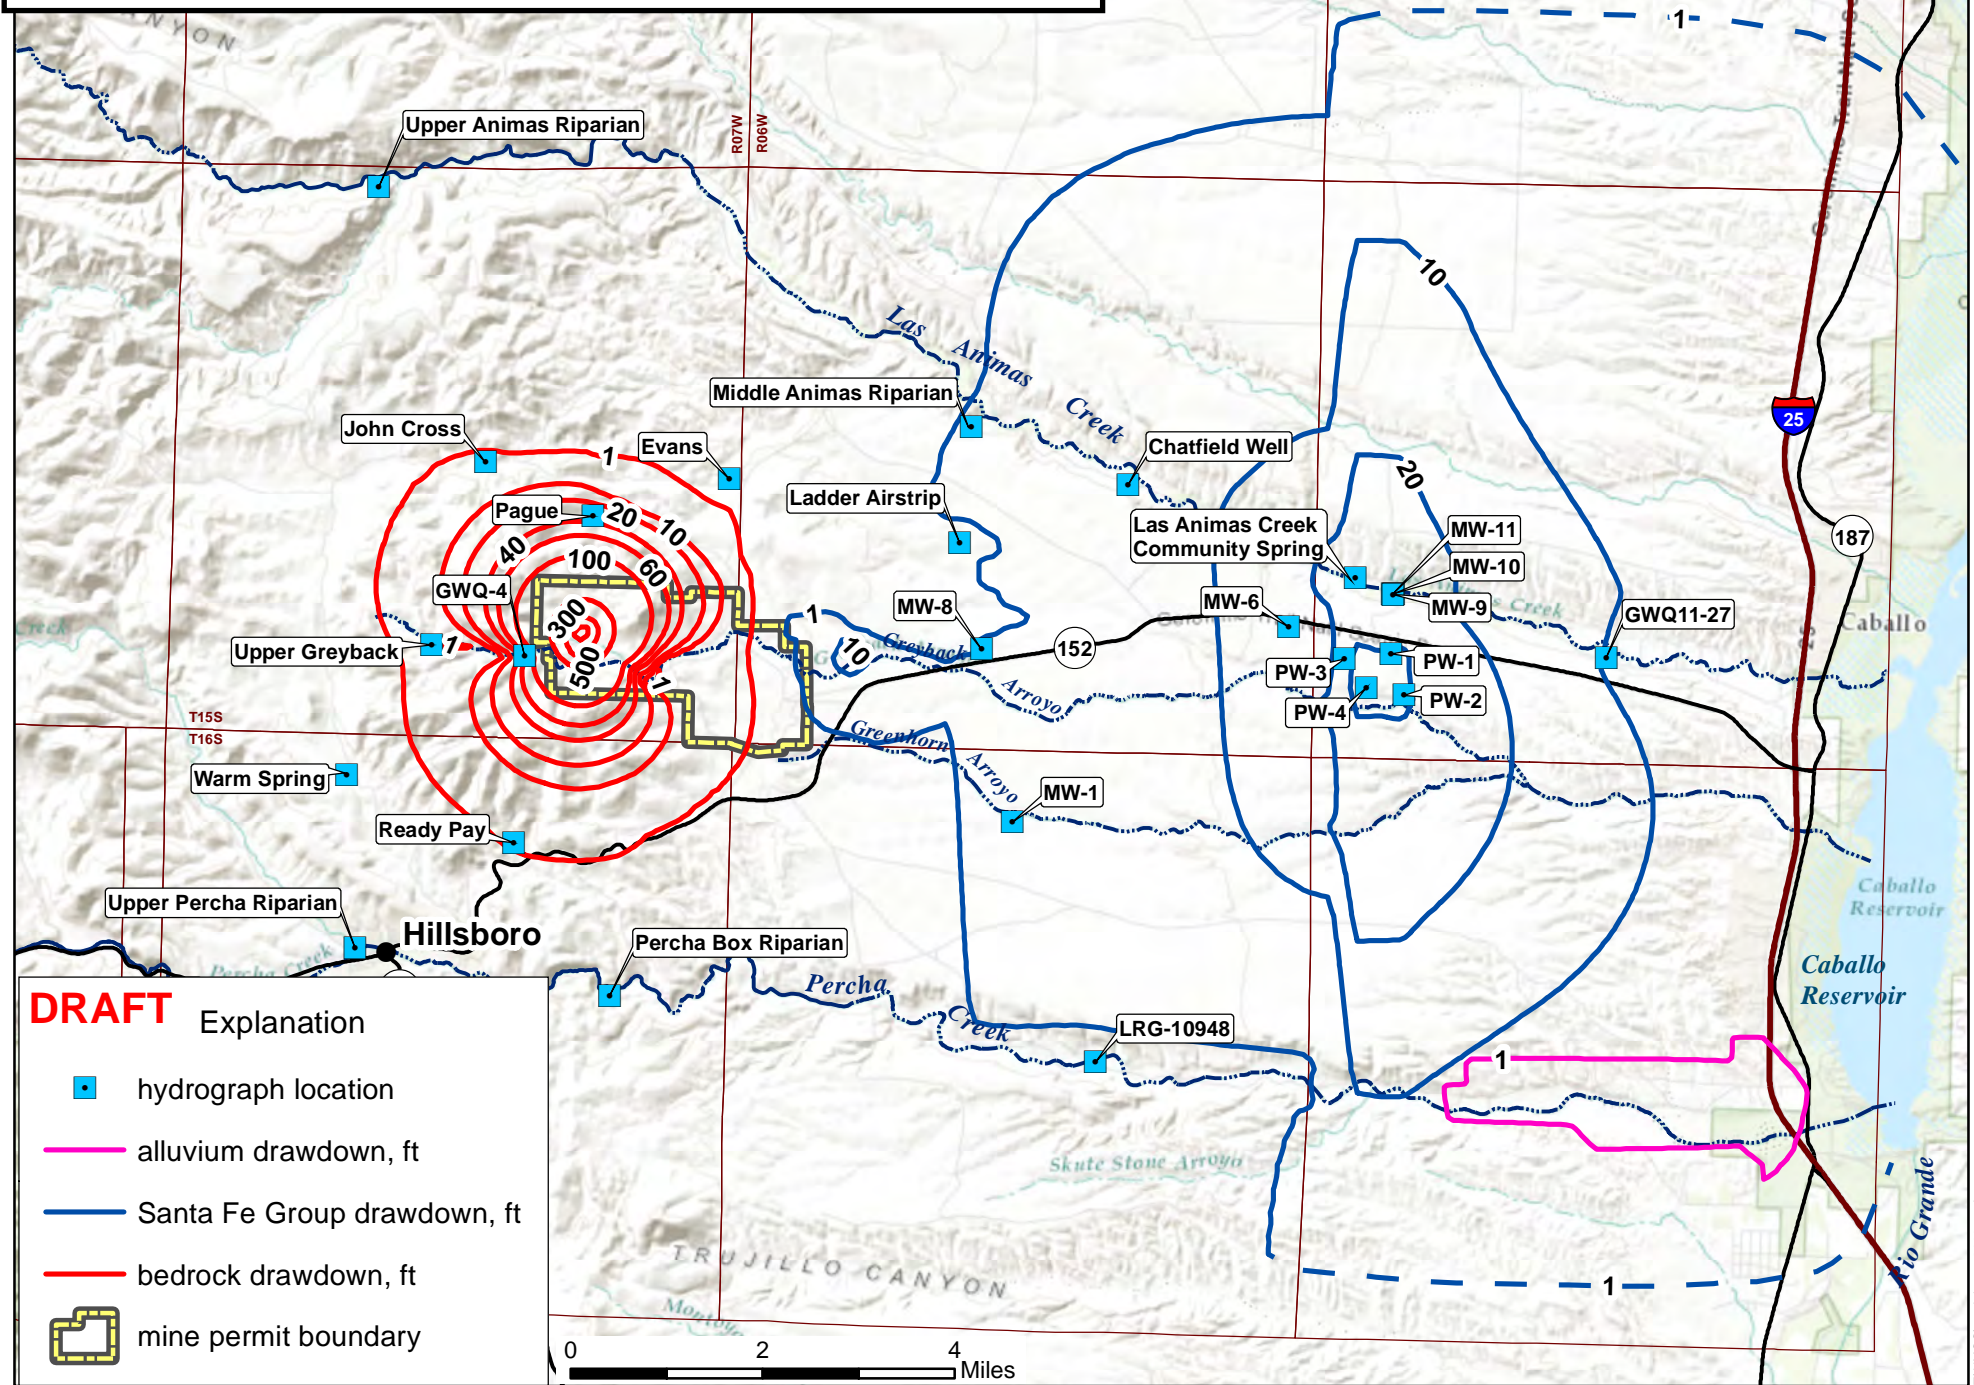 ANYON
1
Upper Animas Riparian
R07W
R06W
Las
Animas
Creek
10
25
Middle Animas Riparian
John Cross
1
Evans
Chatfield Well
Ladder Airstrip
20
Pague
20
10
40
100
60
Las Animas Creek
Community Spring
MW-11
MW-10
MW-9
187
GWQ-4
300
500
1
10
MW-8
Greyback
Arroyo
152
MW-6
Creek
GWQ11-27
Caballo
Upper Greyback
1
1
PW-3
PW-1
PW-4
PW-2
T15S
T16S
Greenhorn
Arroyo
Warm Spring
MW-1
Ready Pay
Creek
Upper Percha Riparian
Hillsboro
Percha Creek
Percha Box Riparian
Percha
Creek
LRG-10948
Caballo
Reservoir
Caballo
Reservoir
1
Skute Stone Arroyo
TRUJILLO CANYON
1
Rio Grande
DRAFT Explanation
hydrograph location
alluvium drawdown, ft
Santa Fe Group drawdown, ft
bedrock drawdown, ft
mine permit boundary
0 2 4
Miles